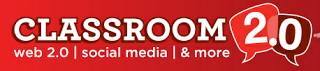 CLASSROOM 2.0
web 2.0 | social media | & more